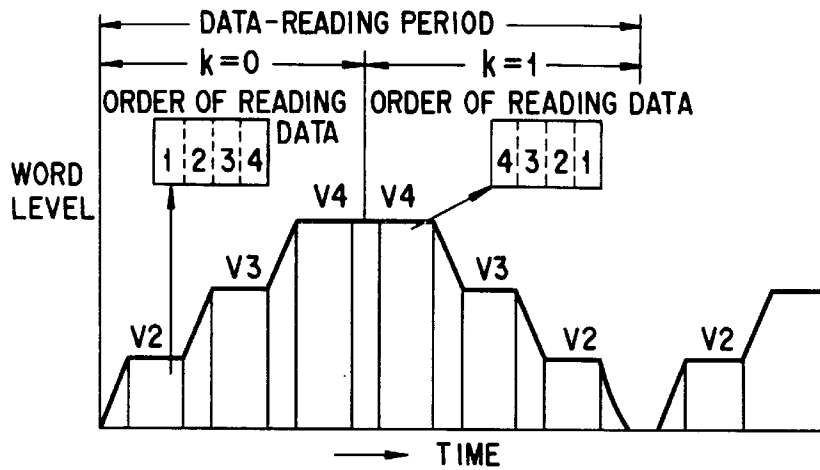 DATA-READING PERIOD
k=0 k=1
ORDER OF READING DATA ORDER OF READING DATA
1 2 3 4
4 3 2 1
WORD LEVEL
V4 V4
V3 V3
V2 V2 V2
TIME